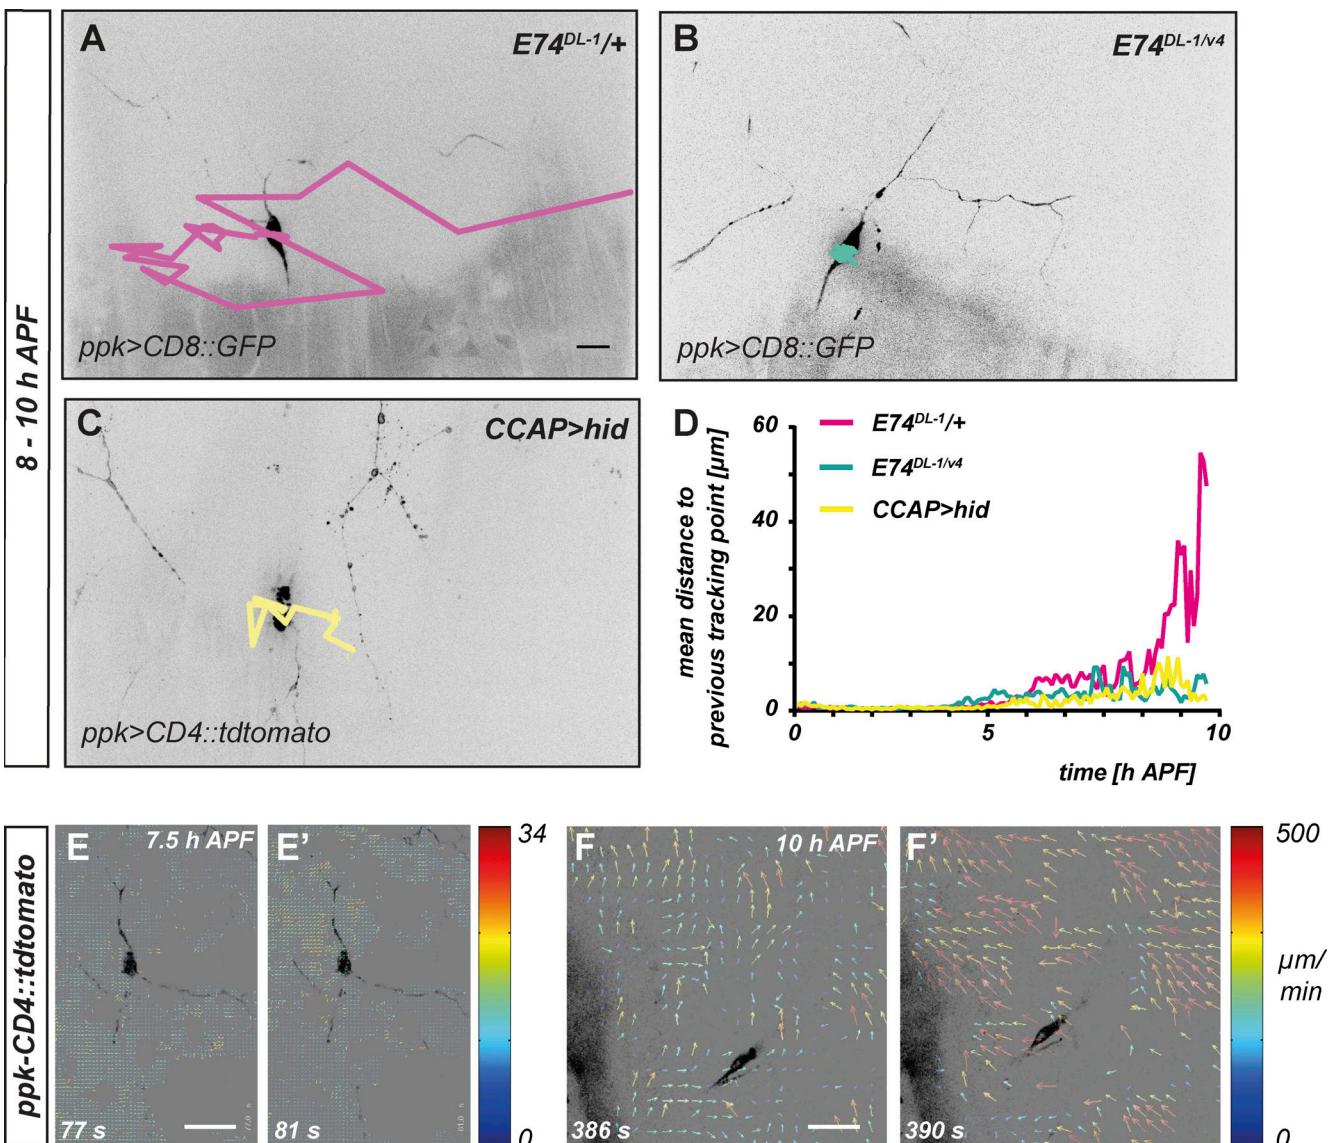 8 - 10 h APF
A
E74DL-1/+
ppk>CD8::GFP
B
E74DL-1/v4
ppk>CD8::GFP
C
CCAP>hid
ppk>CD4::tdtomato
D
E74DL-1/+
E74DL-1/v4
CCAP>hid
mean distance to
previous tracking point [µm]
60
40
20
0
0 5 10
time [h APF]
ppk-CD4::tdtomato
E
7.5 h APF
77 s
E'
81 s
34
0
F
10 h APF
386 s
F'
390 s
500
µm/
min
0